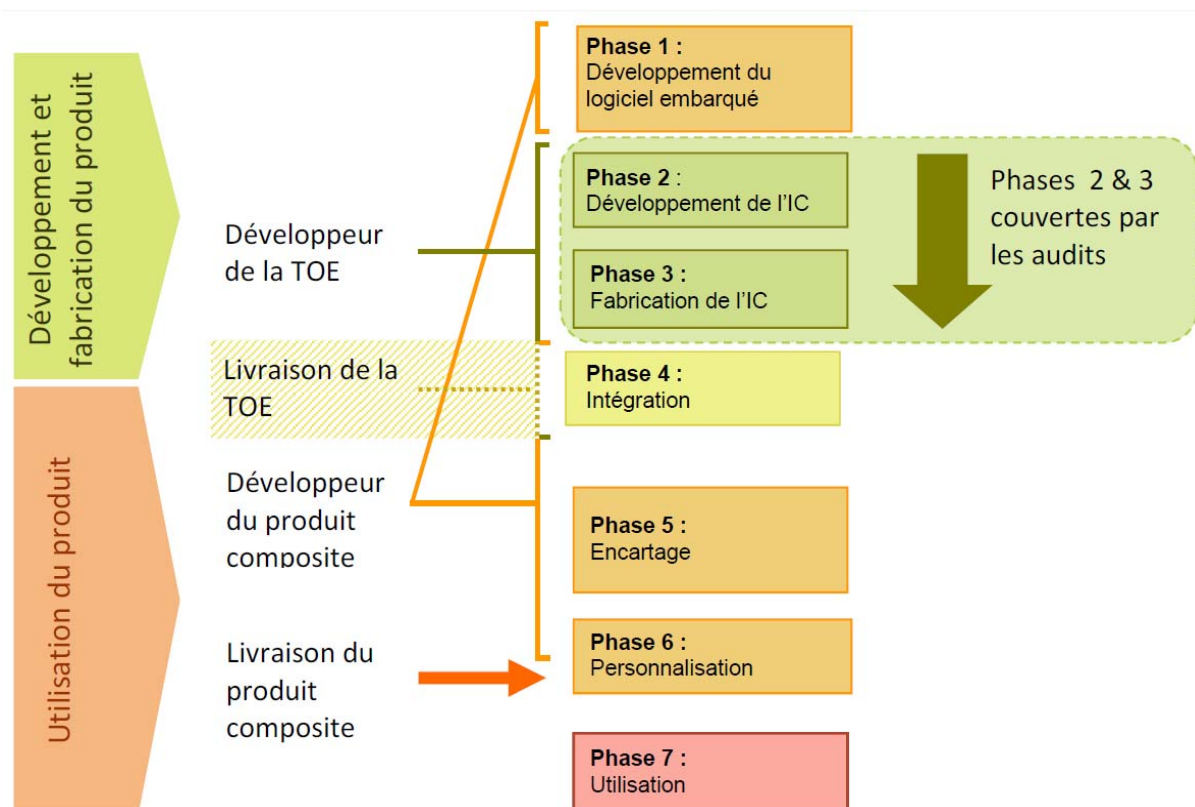 Développement et
fabrication du produit
Utilisation du produit
Développeur
de la TOE
Livraison de la
TOE
Développeur
du produit
composite
Livraison du
produit
composite
Phase 1 :
Développement du
logiciel embarqué
Phase 2 :
Développement de l'IC
Phase 3 :
Fabrication de l'IC
Phases 2 & 3
couvertes par
les audits
Phase 4 :
Intégration
Phase 5 :
Encartage
Phase 6 :
Personnalisation
Phase 7 :
Utilisation